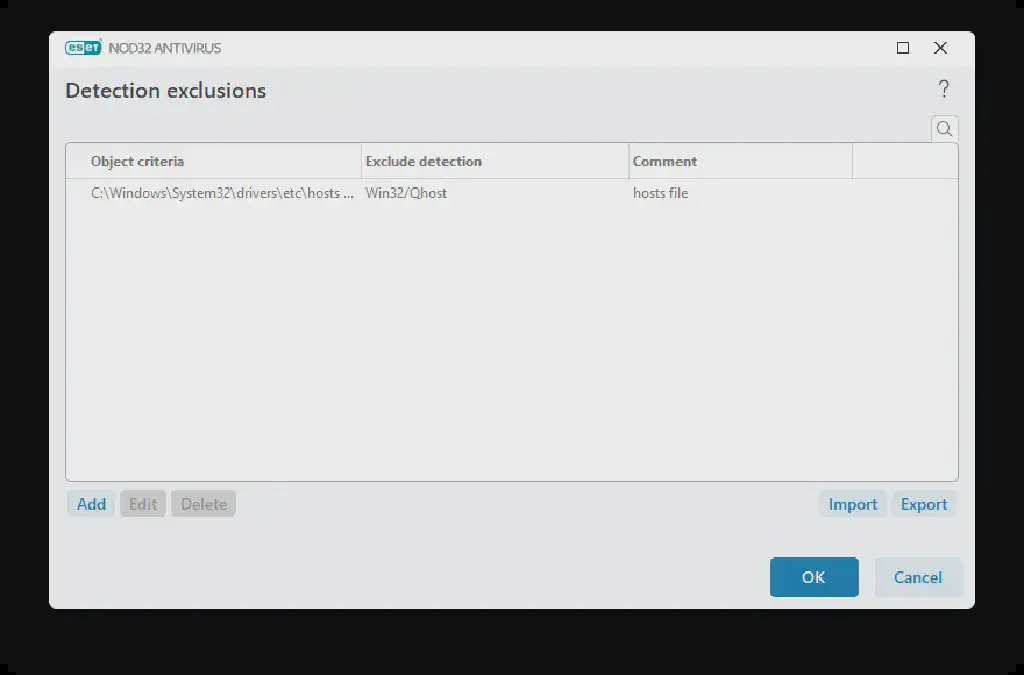 eset NOD32 ANTIVIRUS
Detection exclusions
?
Object criteria Exclude detection Comment
C:\Windows\System32\drivers\etc\hosts ... Win32/Qhost hosts file
Add Edit Delete Import Export
OK Cancel